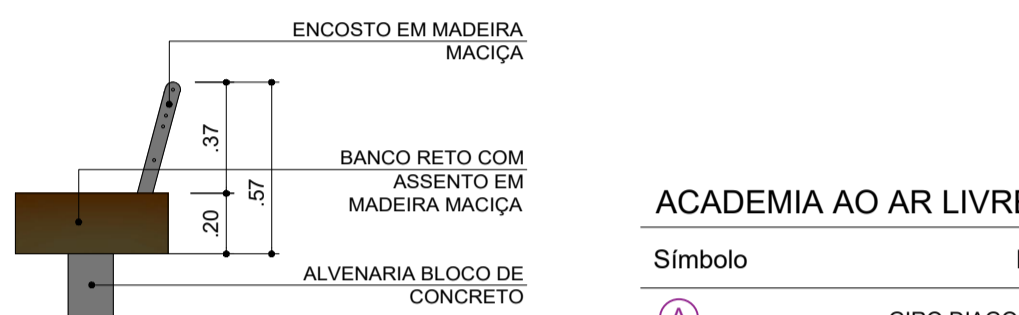 ENCOSTO EM MADEIRA
MACIÇA
.37
.57
.20
BANCO RETO COM
ASSENTO EM
MADEIRA MACIÇA
ALVENARIA BLOCO DE
CONCRETO
ACADEMIA AO AR LIVRE
Símbolo
A